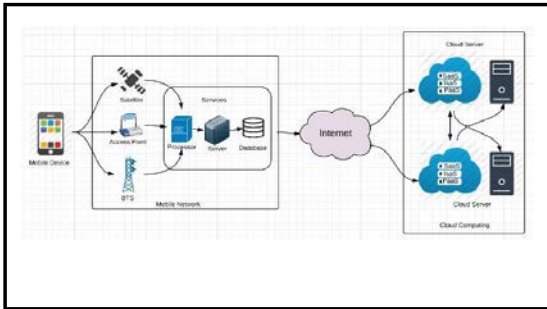 Cloud Server
SaaS
IaaS
PaaS
Satellite
Services
Internet
Mobile Device
Access Point
Processor
Server
Database
SaaS
IaaS
PaaS
BTS
Mobile Network
Cloud Server
Cloud Computing